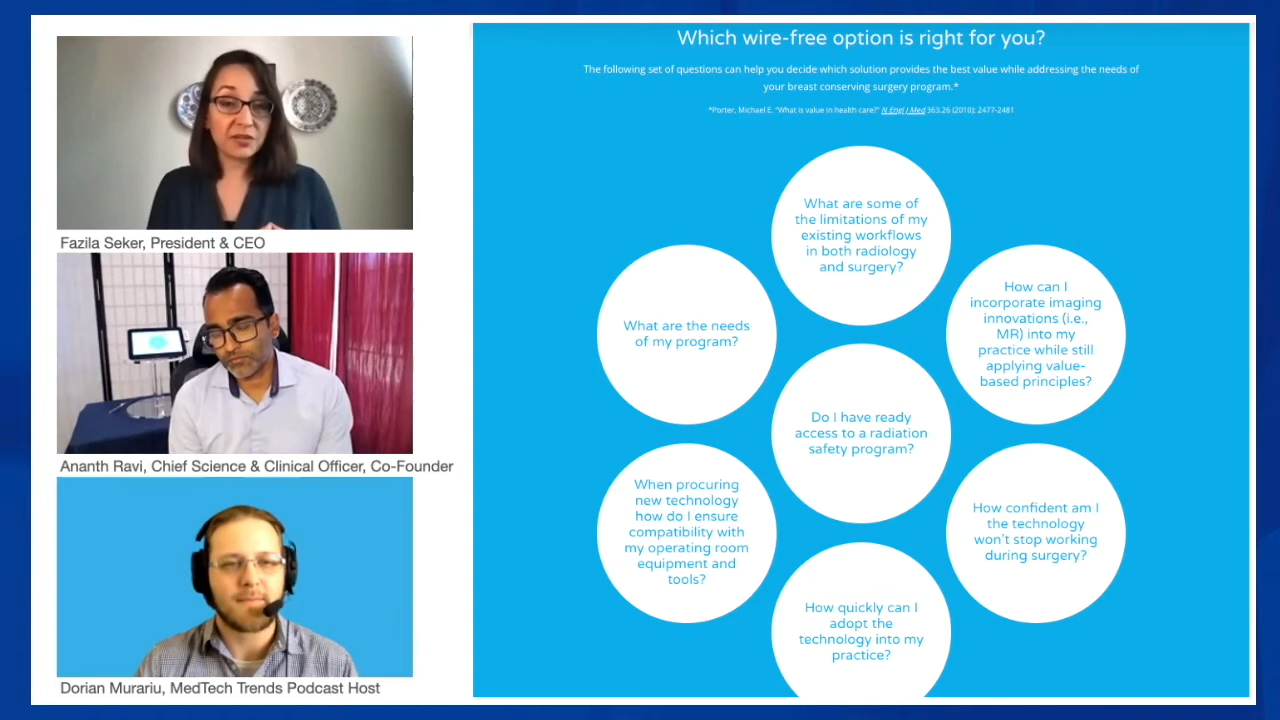 Fazila Seker, President & CEO
Ananth Ravi, Chief Science & Clinical Officer, Co-Founder
Dorian Murariu, MedTech Trends Podcast Host
Which wire-free option is right for you?
The following set of questions can help you decide which solution provides the best value while addressing the needs of
your breast conserving surgery program.*
*Porter, Michael E. "What is value in health care?" N Engl J Med 363.26 (2010): 2477-2481
What are some of
the limitations of my
existing workflows
in both radiology
and surgery?
What are the needs
of my program?
How can I
incorporate imaging
innovations (i.e.,
MR) into my
practice while still
applying value-
based principles?
Do I have ready
access to a radiation
safety program?
When procuring
new technology
how do I ensure
compatibility with
my operating room
equipment and
tools?
How confident am I
the technology
won't stop working
during surgery?
How quickly can I
adopt the
technology into my
practice?